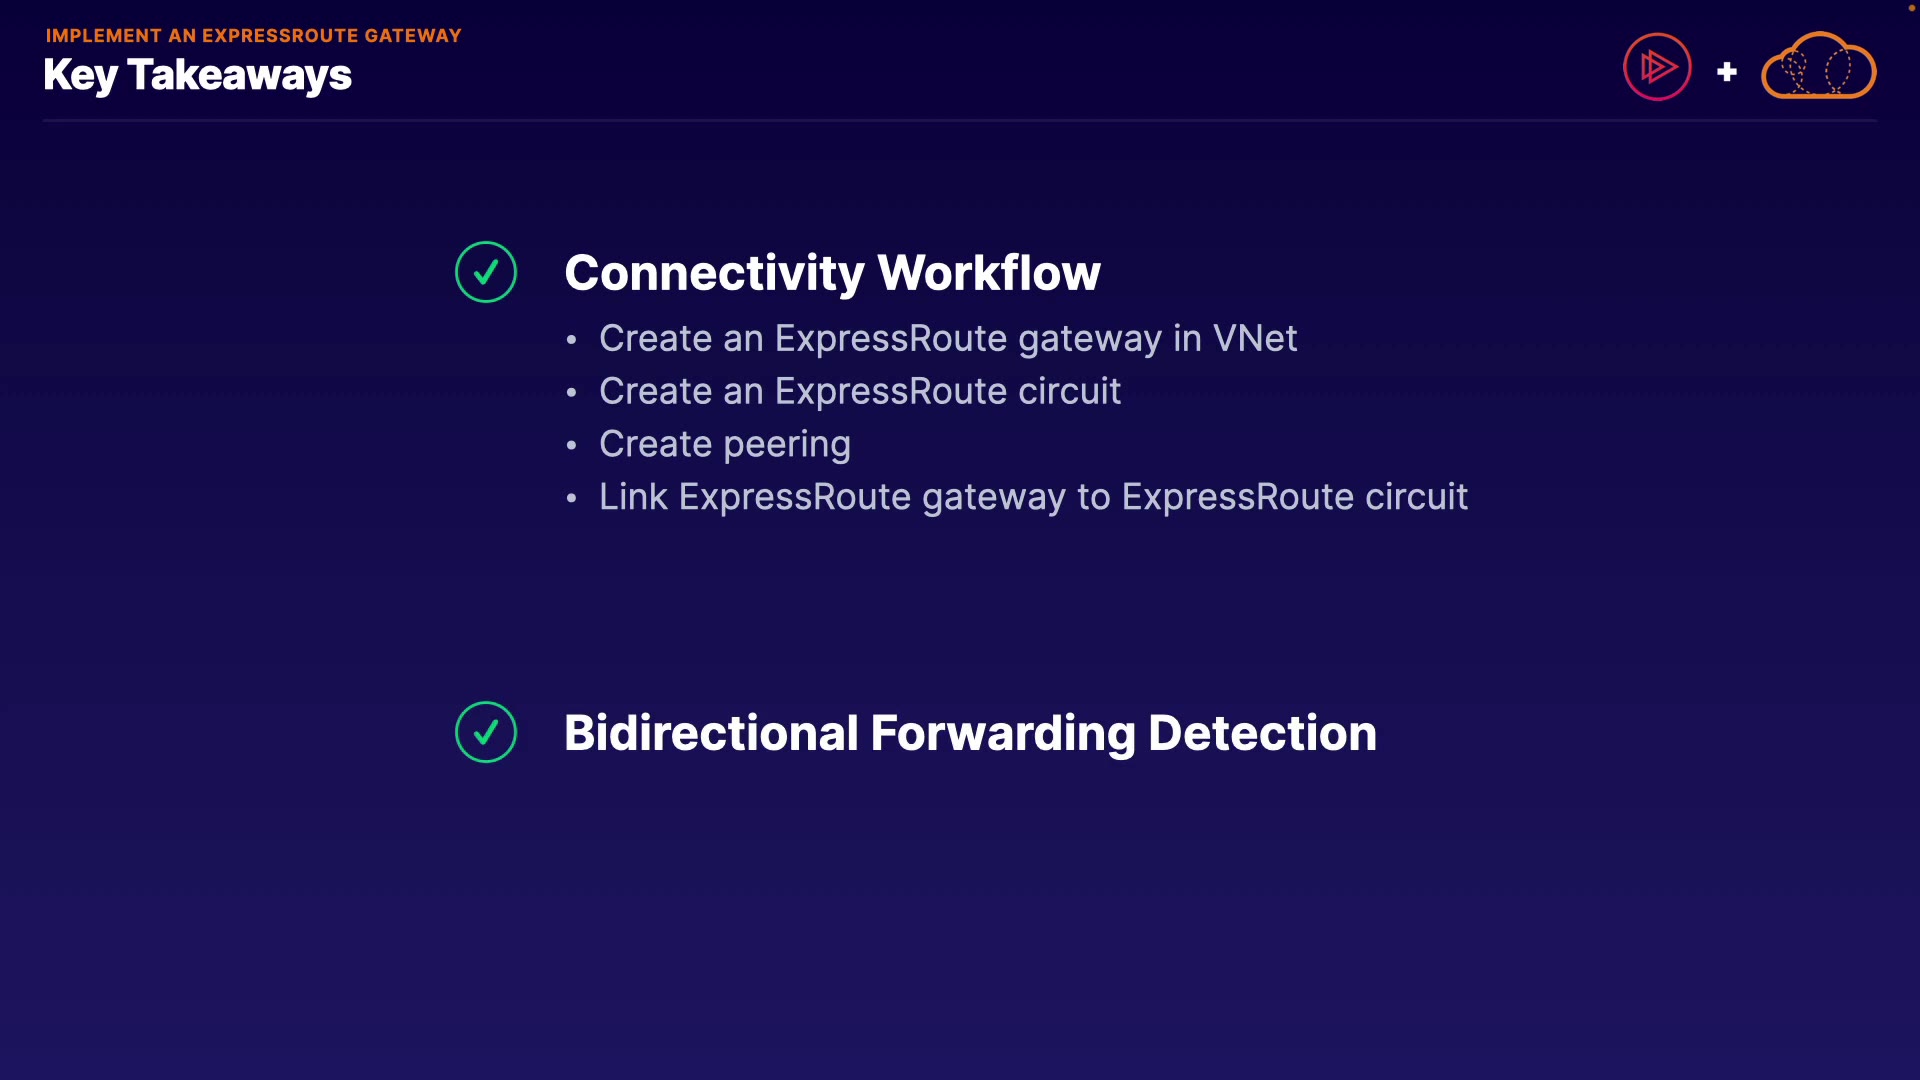 IMPLEMENT AN EXPRESSROUTE GATEWAY
Key Takeaways
+
Connectivity Workflow
• Create an ExpressRoute gateway in VNet
• Create an ExpressRoute circuit
• Create peering
• Link ExpressRoute gateway to ExpressRoute circuit
Bidirectional Forwarding Detection